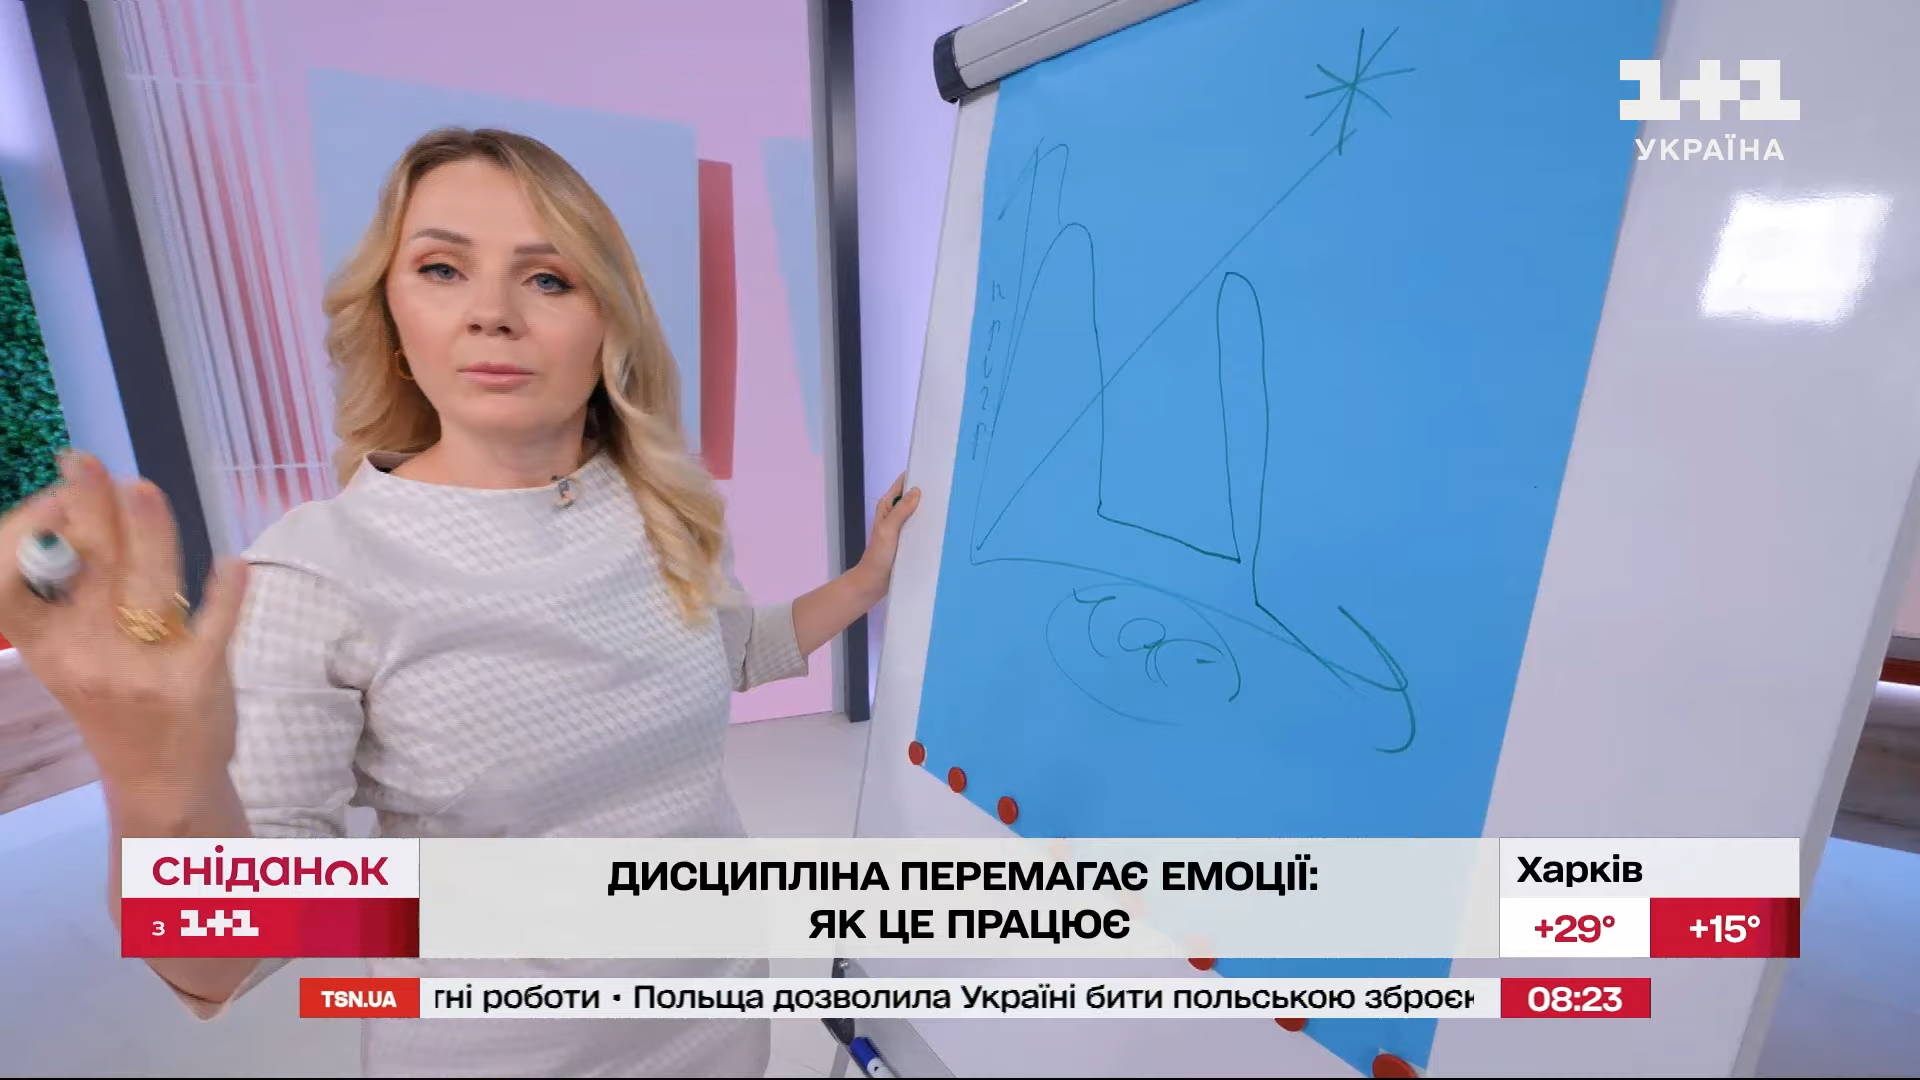 1+1
УКРАЇНА
СНІДАНОК
з 1+1
ДИСЦИПЛІНА ПЕРЕМАГАЄ ЕМОЦІЇ:
ЯК ЦЕ ПРАЦЮЄ
Харків
+29° +15°
TSN.UA
гні роботи • Польща дозволила Україні бити польською зброєю
08:23